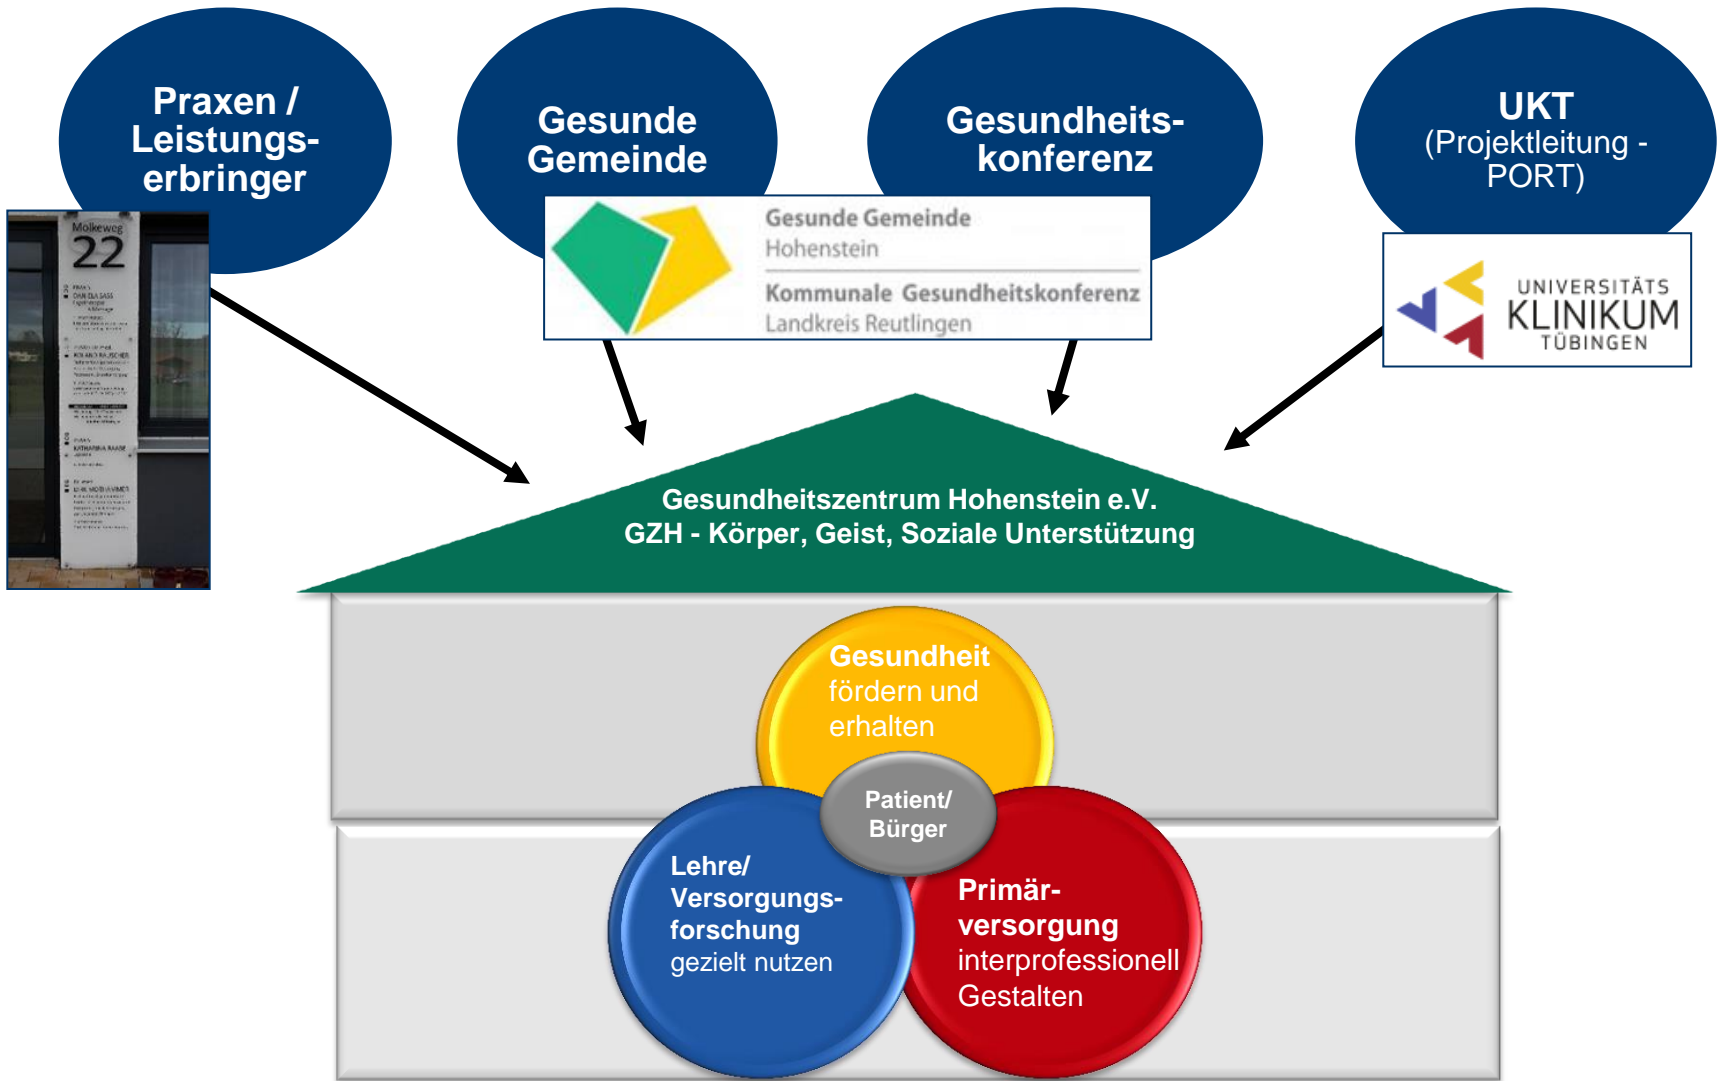 Praxen /
Leistungs-
erbringer
Gesunde
Gemeinde
Gesundheits-
konferenz
UKT
(Projektleitung -
PORT)
Molkeweg
22
Gesunde Gemeinde
Hohenstein
Kommunale Gesundheitskonferenz
Landkreis Reutlingen
UNIVERSITÄTS
KLINIKUM
TÜBINGEN
Gesundheitszentrum Hohenstein e.V.
GZH - Körper, Geist, Soziale Unterstützung
Gesundheit
fördern und
erhalten
Patient/
Bürger
Lehre/
Versorgungs-
forschung
gezielt nutzen
Primär-
versorgung
interprofessionell
Gestalten